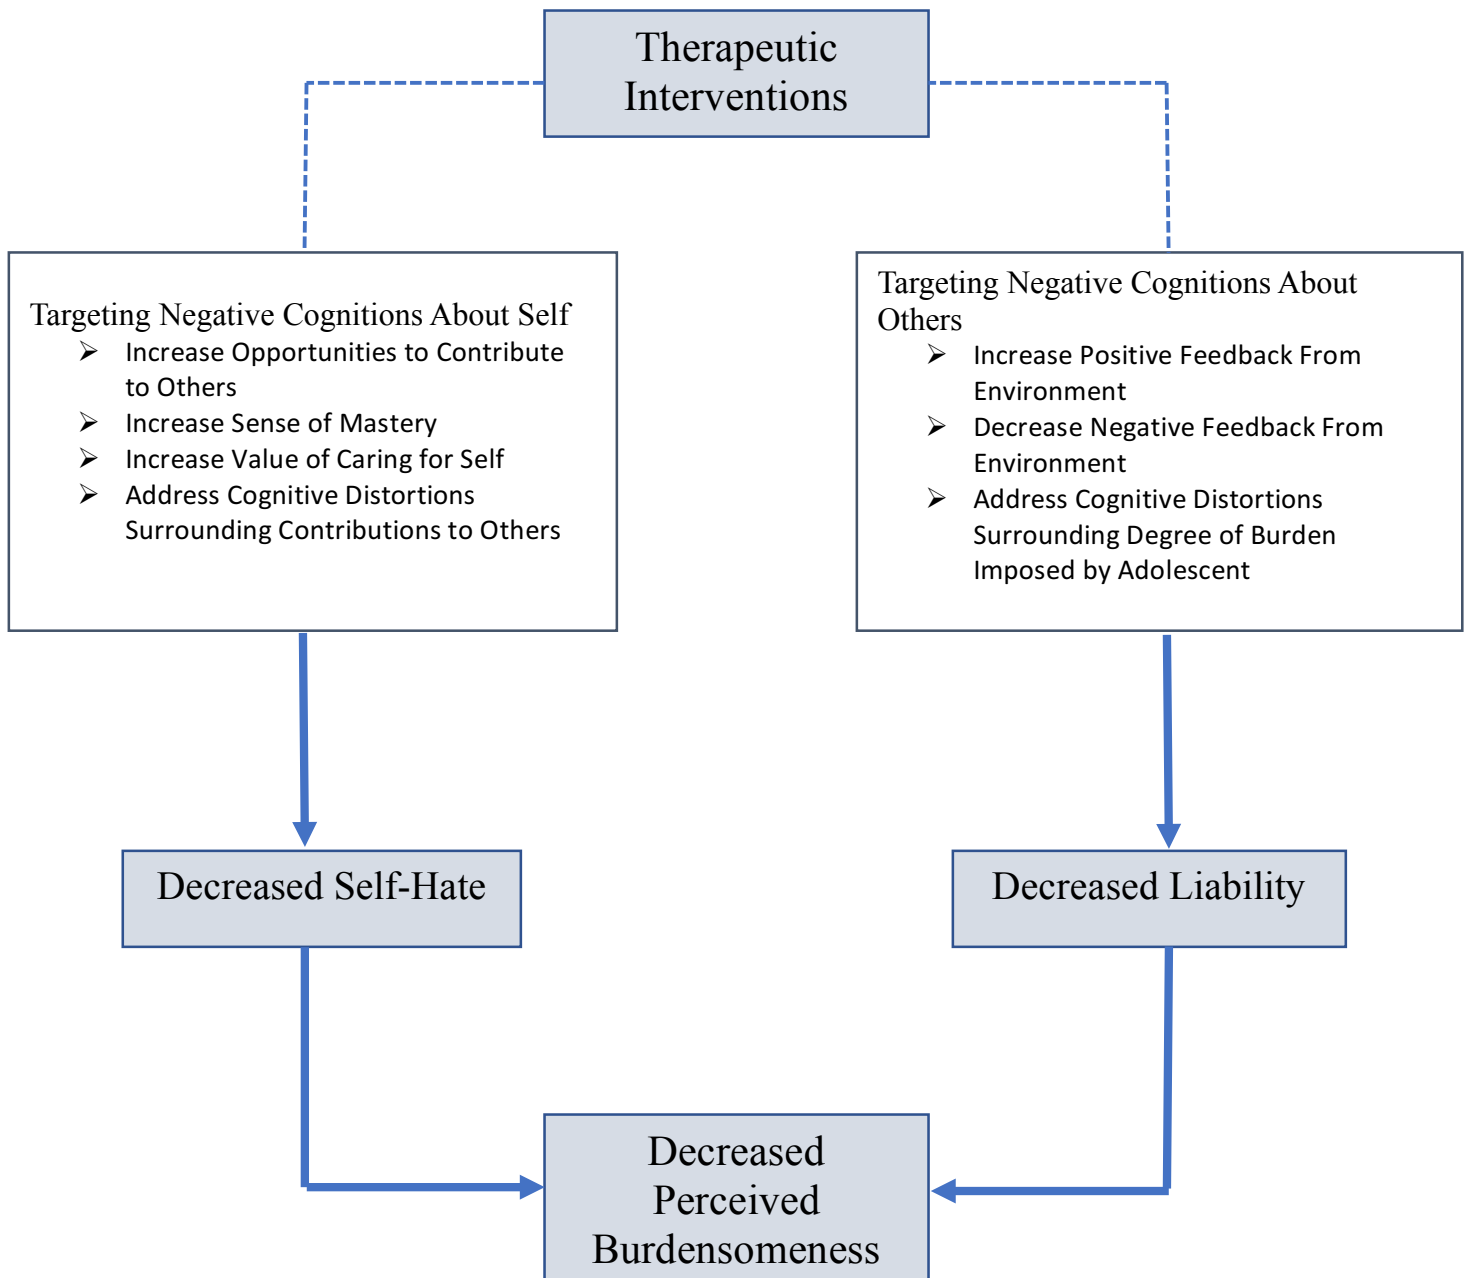 Therapeutic
Interventions
Targeting Negative Cognitions About Self
➢ Increase Opportunities to Contribute
to Others
➢ Increase Sense of Mastery
➢ Increase Value of Caring for Self
➢ Address Cognitive Distortions
Surrounding Contributions to Others
Targeting Negative Cognitions About
Others
➢ Increase Positive Feedback From
Environment
➢ Decrease Negative Feedback From
Environment
➢ Address Cognitive Distortions
Surrounding Degree of Burden
Imposed by Adolescent
Decreased Self-Hate
Decreased Liability
Decreased
Perceived
Burdensomeness